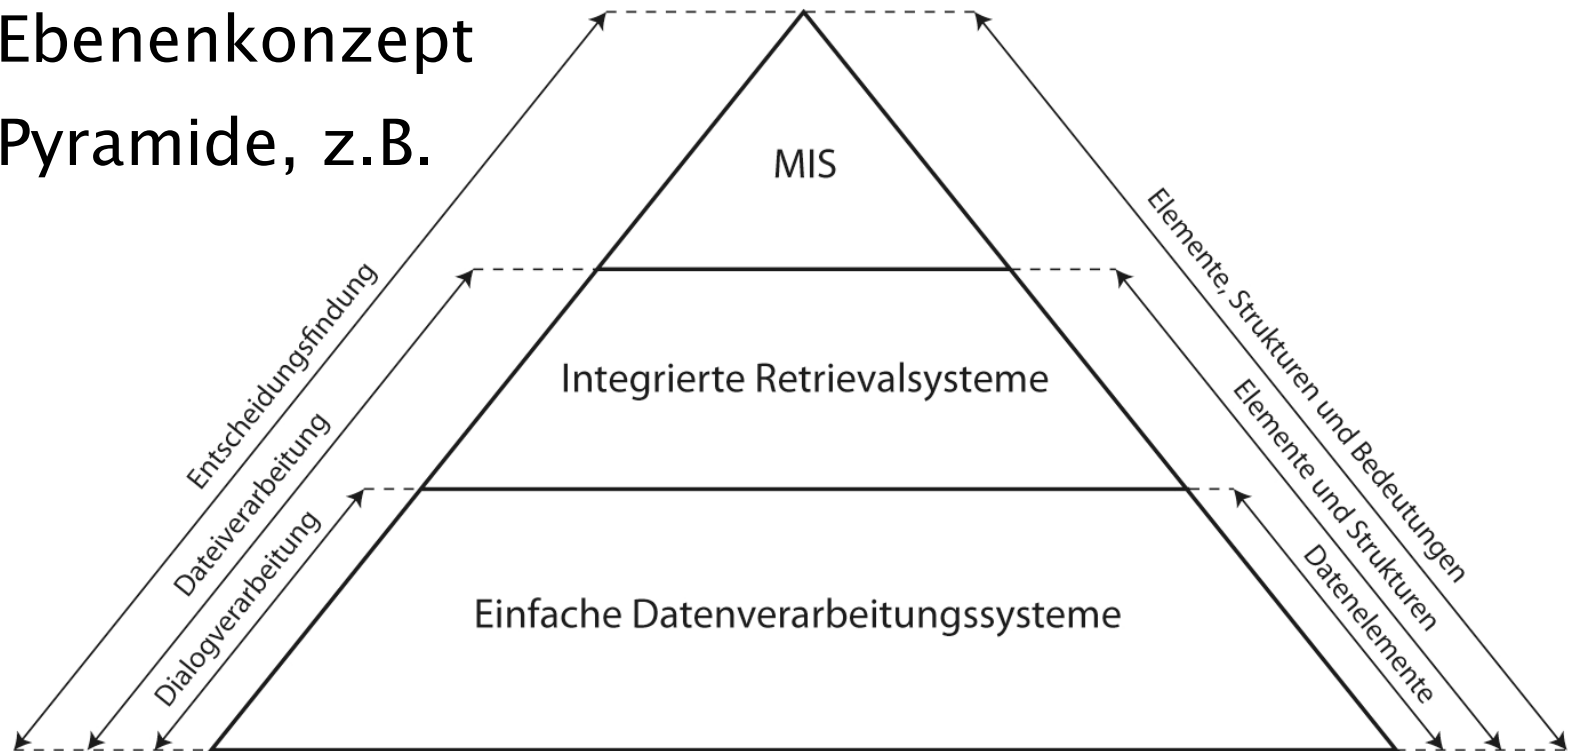 Ebenenkonzept
Pyramide, z.B.
MIS
Integrierte Retrievalsysteme
Einfache Datenverarbeitungssysteme
Entscheidungsfindung
Dateiverarbeitung
Dialogverarbeitung
Elemente, Strukturen und Bedeutungen
Elemente und Strukturen
Datenelemente